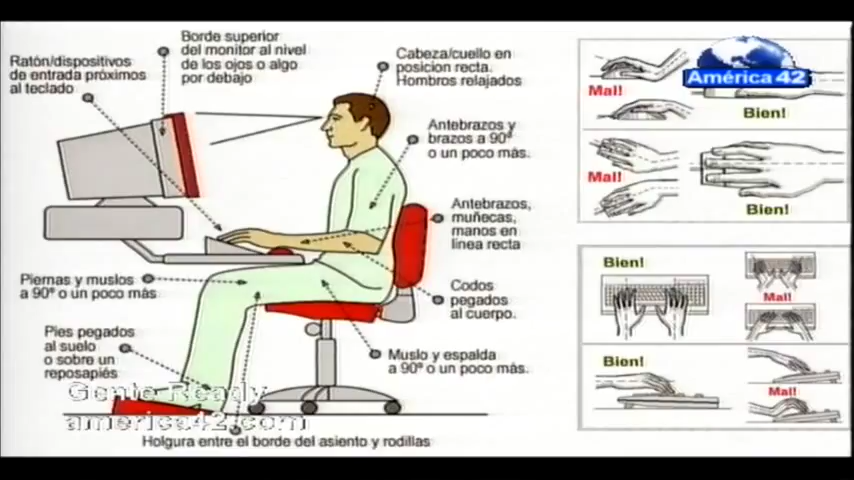 Borde superior
del monitor al nivel
de los ojos o algo
por debajo
Ratón/dispositivos
de entrada próximos
al teclado
Cabeza/cuello en
posicion recta.
Hombros relajados
Antebrazos y
brazos a 90º
o un poco más.
Antebrazos,
muñecas,
manos en
línea recta
Codos
pegados
al cuerpo.
Muslo y espalda
a 90º o un poco más.
Piernas y muslos
a 90º o un poco más
Pies pegados
al suelo
o sobre un
reposapiés
Holgura entre el borde del asiento y rodillas
Gente Ready
america42.com
América 42
Mal!
Bien!
Mal!
Bien!
Bien!
Mal!
Bien!
Mal!